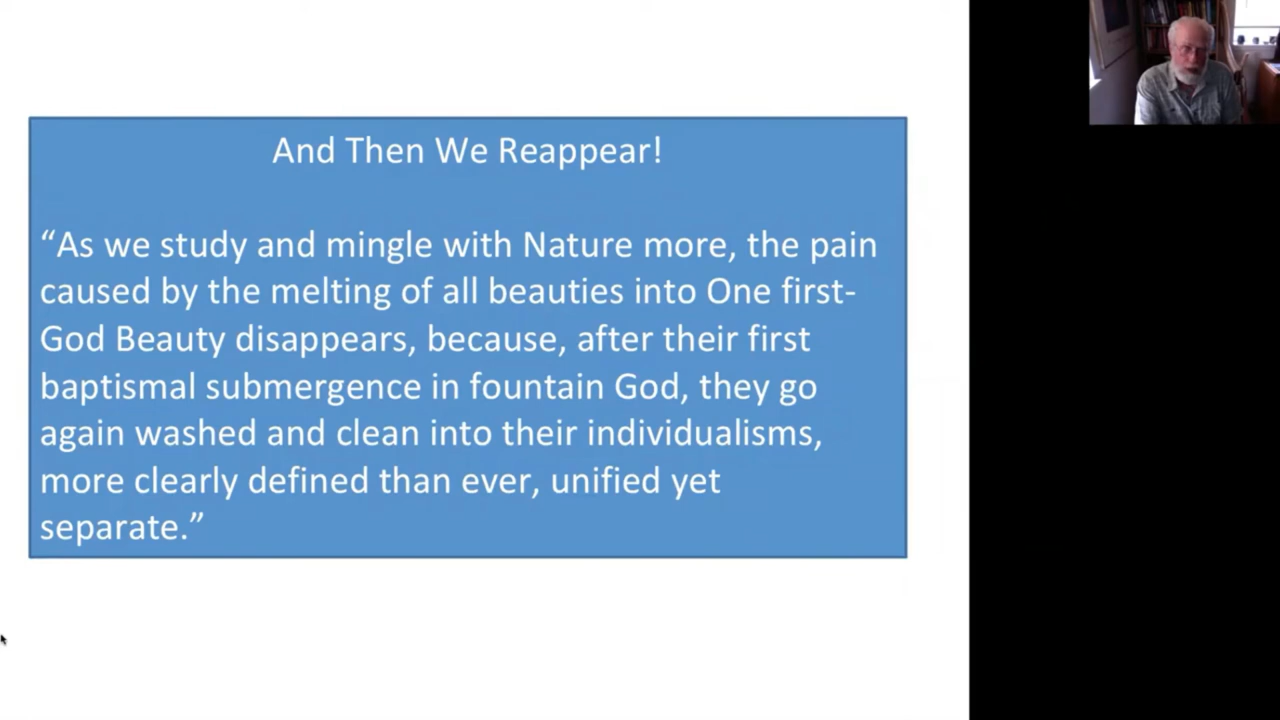 And Then We Reappear!
“As we study and mingle with Nature more, the pain
caused by the melting of all beauties into One first-
God Beauty disappears, because, after their first
baptismal submergence in fountain God, they go
again washed and clean into their individualisms,
more clearly defined than ever, unified yet
separate.”